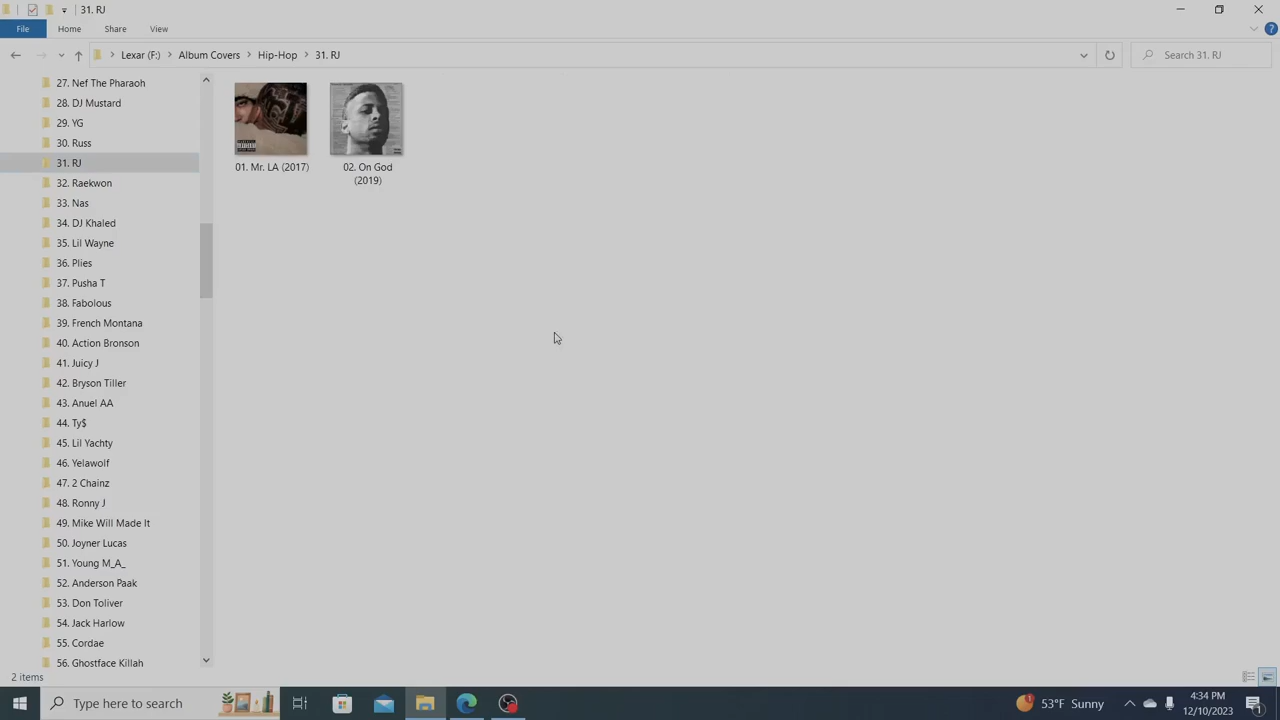 31. RJ
File
Home
Share
View
Lexar (F:)
Album Covers
Hip-Hop
31. RJ
Search 31. RJ
27. Nef The Pharaoh
28. DJ Mustard
29. YG
30. Russ
31. RJ
32. Raekwon
33. Nas
34. DJ Khaled
35. Lil Wayne
36. Plies
37. Pusha T
38. Fabolous
39. French Montana
40. Action Bronson
41. Juicy J
42. Bryson Tiller
43. Anuel AA
44. Ty$
45. Lil Yachty
46. Yelawolf
47. 2 Chainz
48. Ronny J
49. Mike Will Made It
50. Joyner Lucas
51. Young M_A_
52. Anderson Paak
53. Don Toliver
54. Jack Harlow
55. Cordae
56. Ghostface Killah
01. Mr. LA (2017)
02. On God
(2019)
2 items
Type here to search
53°F Sunny
4:34 PM
12/10/2023